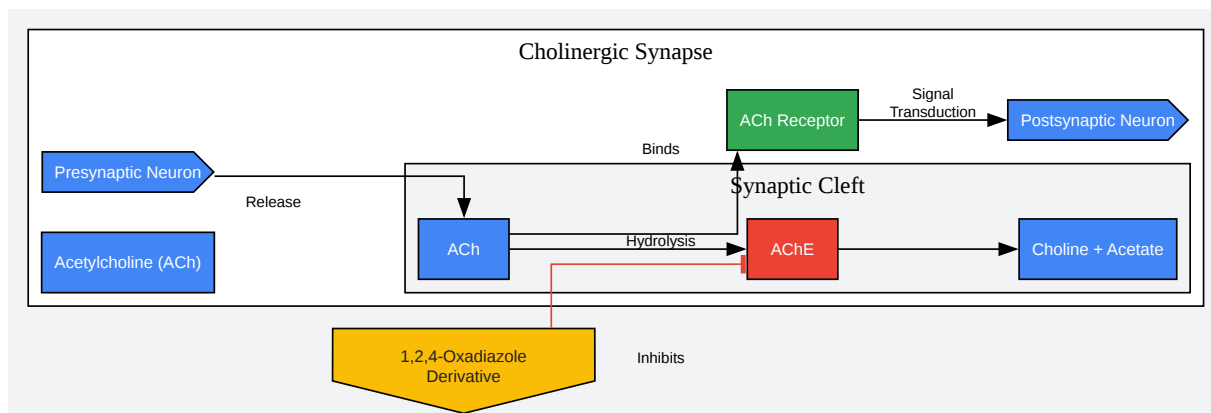 Cholinergic Synapse
Signal
Transduction
ACh Receptor
Postsynaptic Neuron
Binds
Presynaptic Neuron
Synaptic Cleft
Release
Hydrolysis
Acetylcholine (ACh)
ACh
AChE
Choline + Acetate
1,2,4-Oxadiazole
Derivative
Inhibits